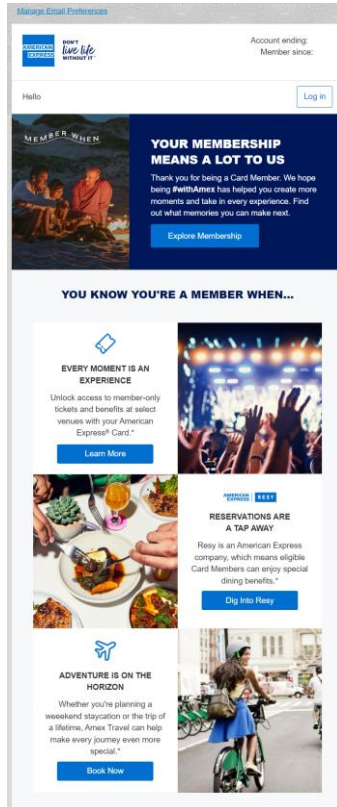 Manage Email Preferences
AMERICAN
EXPRESS
DON'T
live life
WITHOUT IT™
Account ending:
Member since:
Hello
Log in
MEMBER WHEN
YOUR MEMBERSHIP
MEANS A LOT TO US
Thank you for being a Card Member. We hope
being #withAmex has helped you create more
moments and take in every experience. Find
out what memories you can make next.
Explore Membership
YOU KNOW YOU'RE A MEMBER WHEN...
EVERY MOMENT IS AN
EXPERIENCE
Unlock access to member-only
tickets and benefits at select
venues with your American
Express® Card.*
Learn More
AMERICAN
EXPRESS
RESY
RESERVATIONS ARE
A TAP AWAY
Resy is an American Express
company, which means eligible
Card Members can enjoy special
dining benefits.*
Dig Into Resy
ADVENTURE IS ON THE
HORIZON
Whether you're planning a
weeekend staycation or the trip of
a lifetime, Amex Travel can help
make every journey even more
special.*
Book Now